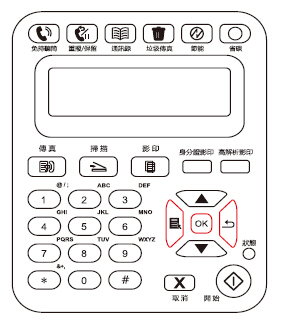 免持聽筒 重撥/保留 通訊錄 垃圾傳真 節能 省碳
傳真 掃描 影印 身分證影印 高解析影印
@/: ABC DEF
1 2 3
GHI JKL MNO
4 5 6
OK
PQRS TUV WXYZ
7 8 9
狀態
&+,
* 0 #
X
取消 開始